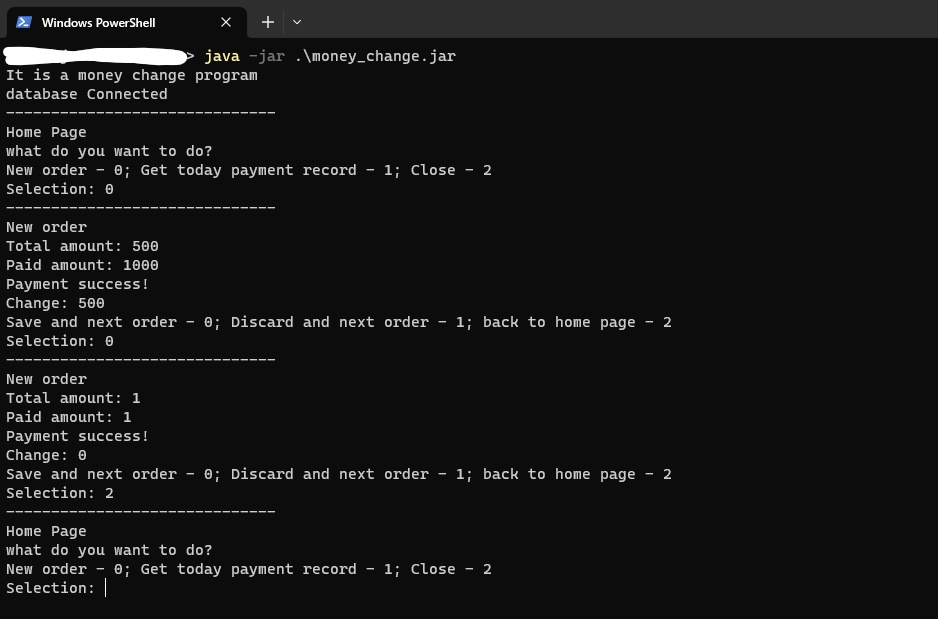 Windows PowerShell
> java -jar .\money_change.jar
It is a money change program
database Connected
------------------------------
Home Page
what do you want to do?
New order - 0; Get today payment record - 1; Close - 2
Selection: 0
------------------------------
New order
Total amount: 500
Paid amount: 1000
Payment success!
Change: 500
Save and next order - 0; Discard and next order - 1; back to home page - 2
Selection: 0
------------------------------
New order
Total amount: 1
Paid amount: 1
Payment success!
Change: 0
Save and next order - 0; Discard and next order - 1; back to home page - 2
Selection: 2
------------------------------
Home Page
what do you want to do?
New order - 0; Get today payment record - 1; Close - 2
Selection: